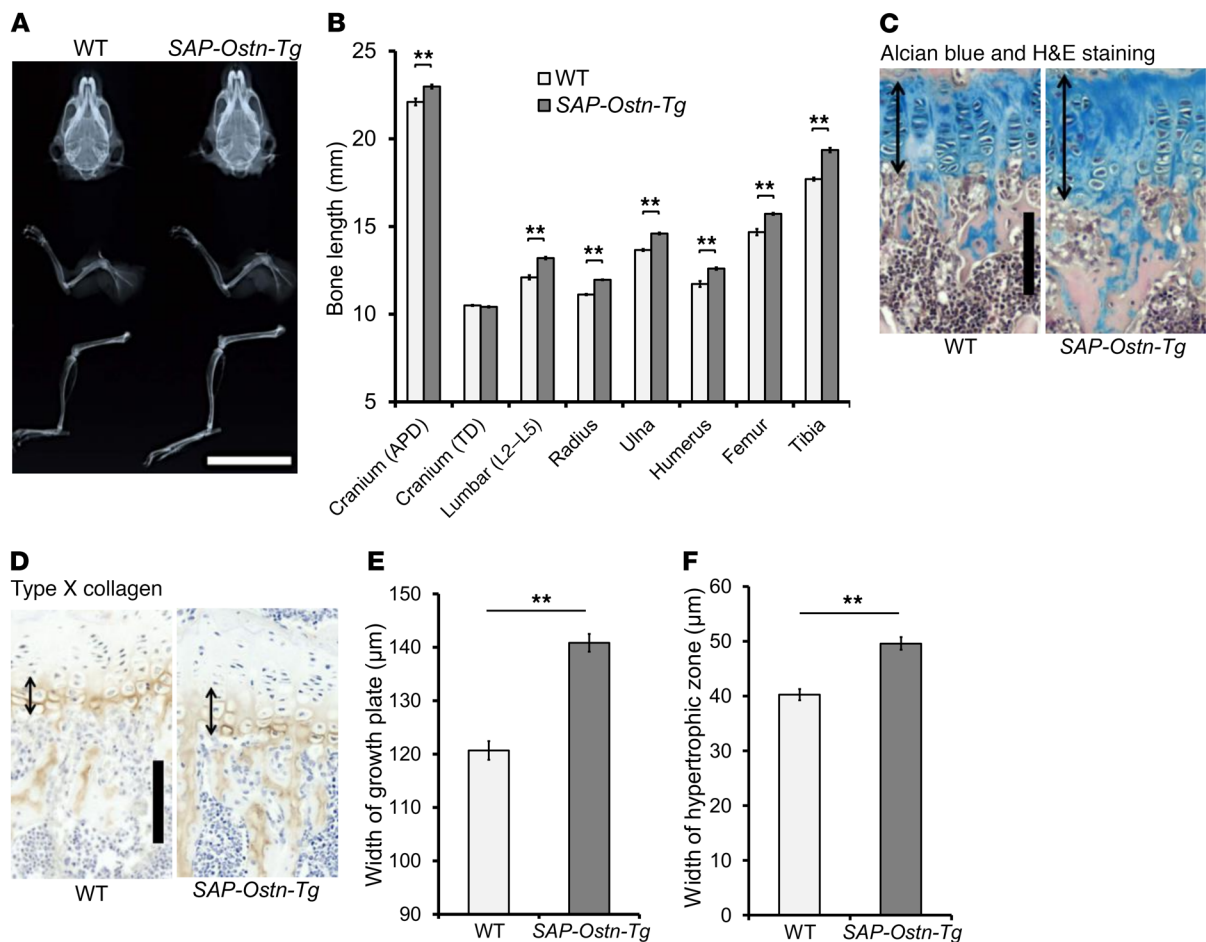 A
WT SAP-Ostn-Tg
B
Bone length (mm)
25
20
15
10
5
WT
SAP-Ostn-Tg
**
**
**
**
**
**
**
Cranium (APD)
Cranium (TD)
Lumbar (L2–L5)
Radius
Ulna
Humerus
Femur
Tibia
C
Alcian blue and H&E staining
WT SAP-Ostn-Tg
D
Type X collagen
WT SAP-Ostn-Tg
E
Width of growth plate (µm)
150
140
130
120
110
100
90
**
WT SAP-Ostn-Tg
F
Width of hypertrophic zone (µm)
60
50
40
30
20
10
0
**
WT SAP-Ostn-Tg